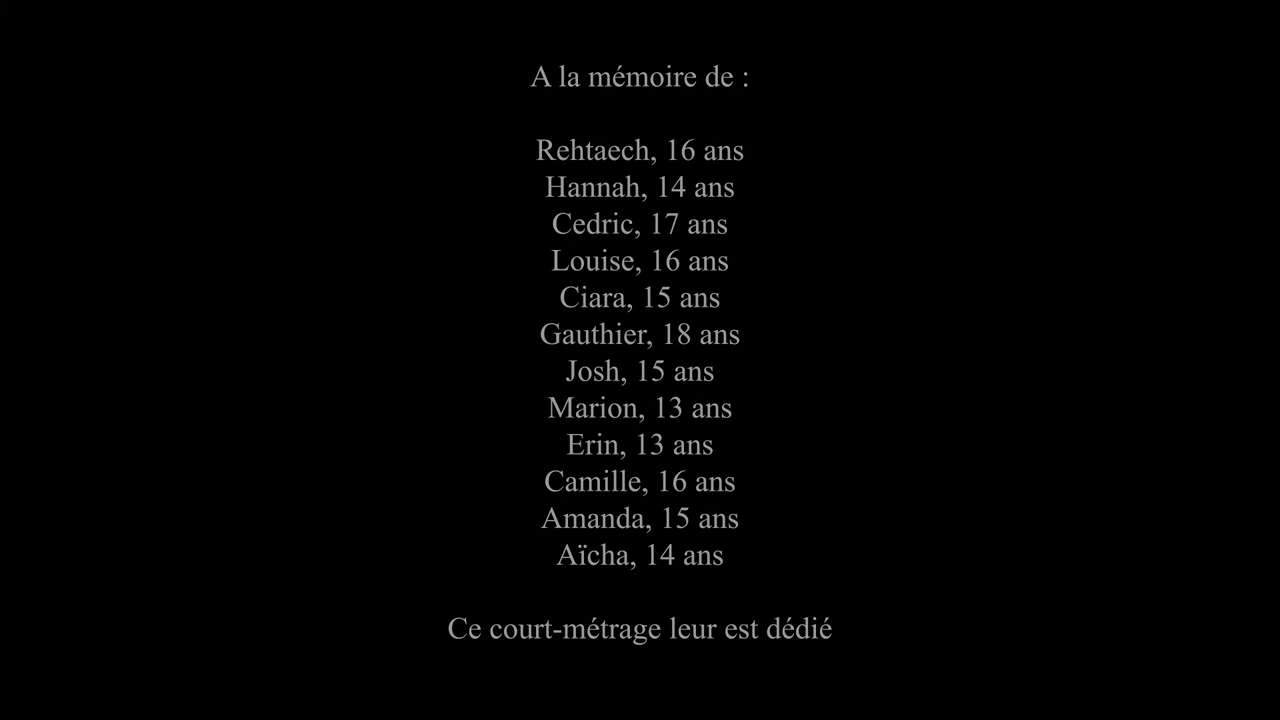 A la mémoire de :
Rehtaech, 16 ans
Hannah, 14 ans
Cedric, 17 ans
Louise, 16 ans
Ciara, 15 ans
Gauthier, 18 ans
Josh, 15 ans
Marion, 13 ans
Erin, 13 ans
Camille, 16 ans
Amanda, 15 ans
Aïcha, 14 ans
Ce court-métrage leur est dédié